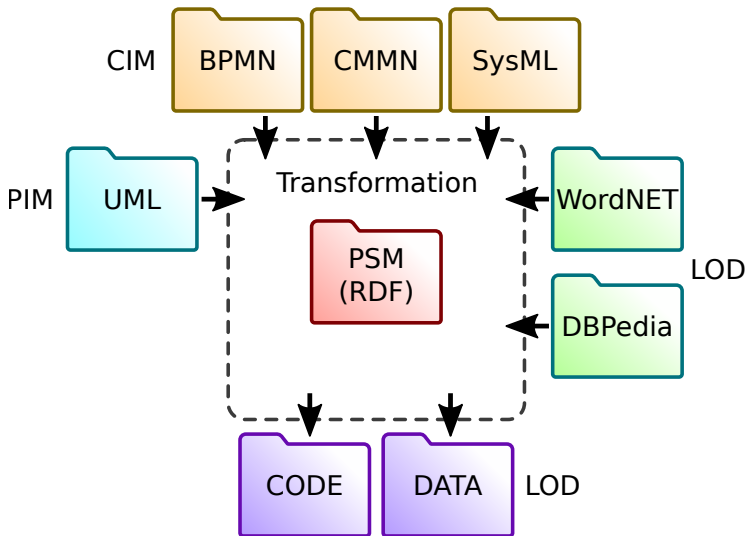 CIM
BPMN
CMMN
SysML
PIM
UML
Transformation
WordNET
PSM
(RDF)
LOD
DBPedia
CODE
DATA
LOD